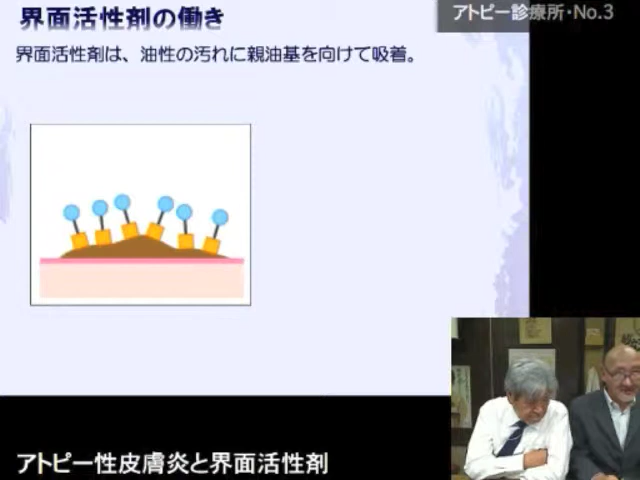 界面活性剤の働き
アトピー診療所・No.3
界面活性剤は、油性の汚れに親油基を向けて吸着。
アトピー性皮膚炎と界面活性剤